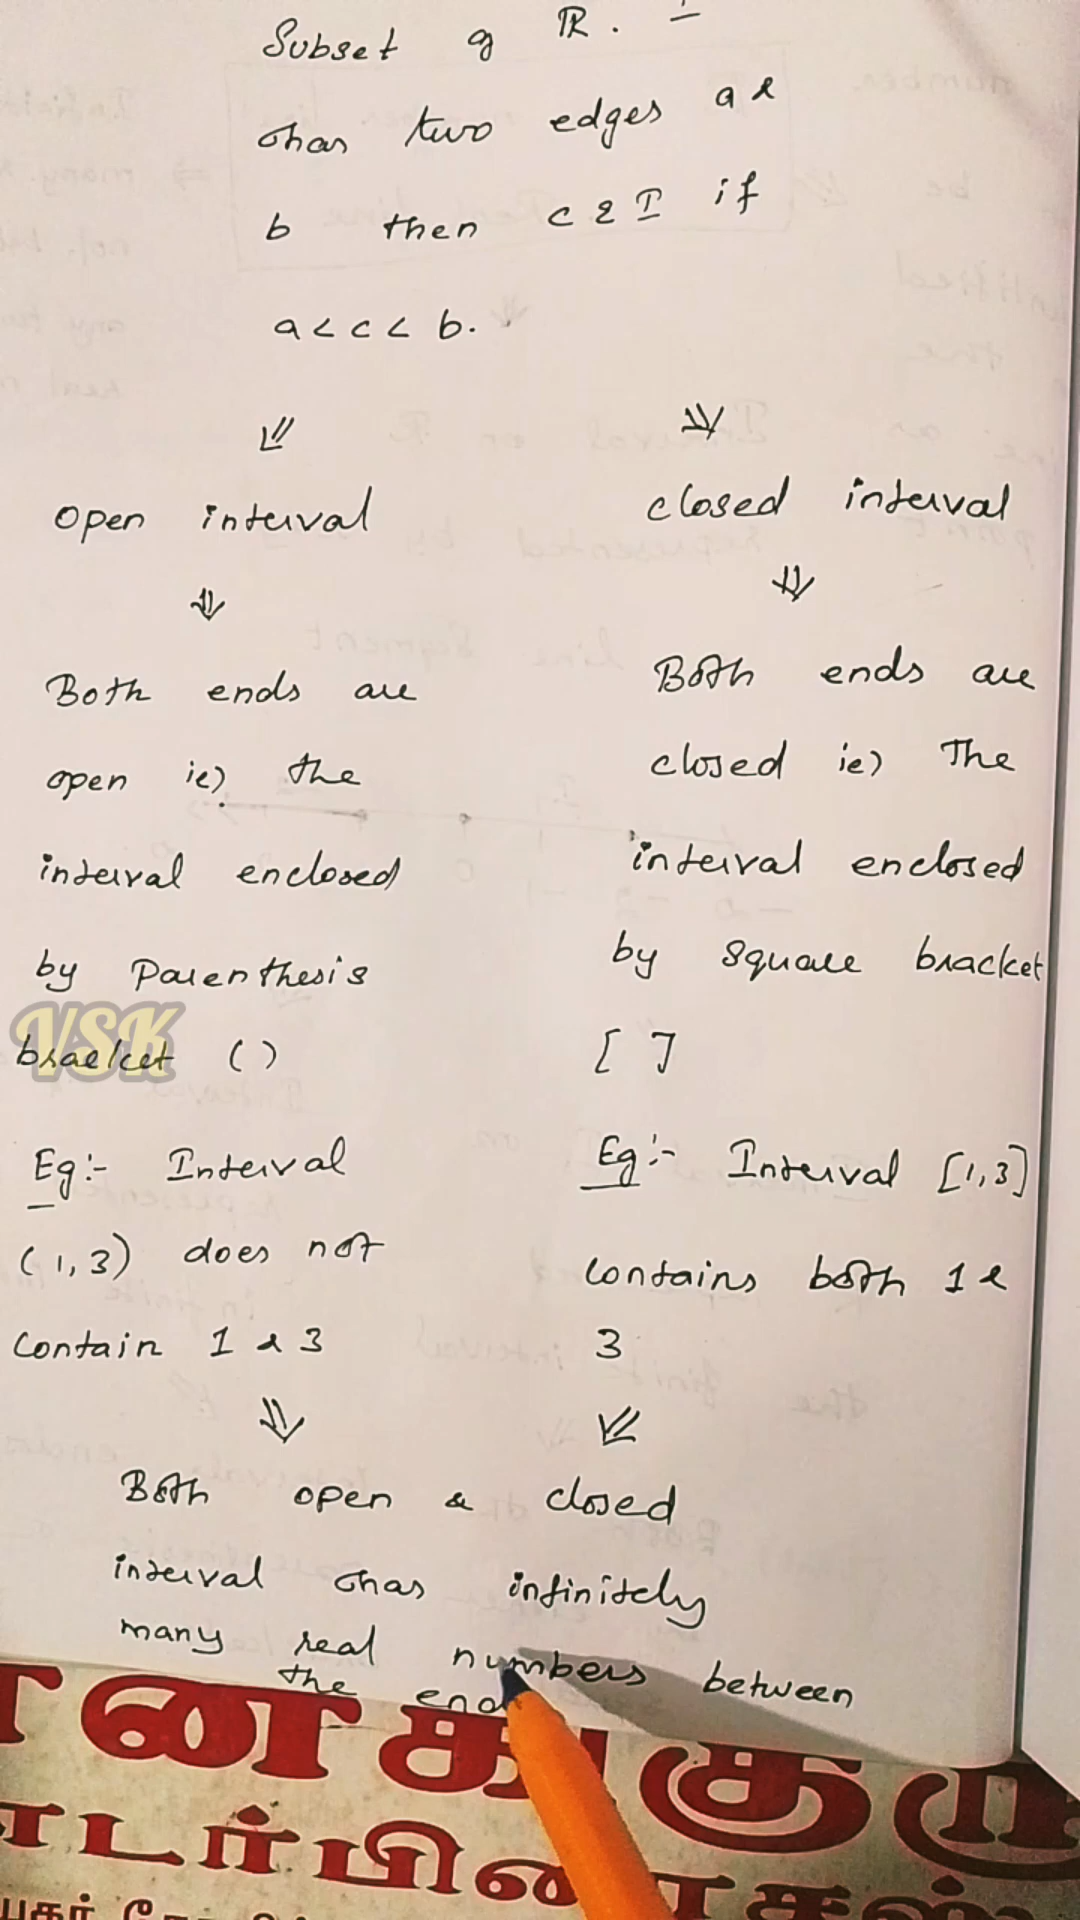 Subset of ℝ. I
has two edges a &
b then c ε I if
a < c < b.
open interval
Both ends are
open ie) the
interval enclosed
by Parenthesis
bracket ( )
Eg:- Interval
(1,3) does not
contain 1 & 3
closed interval
Both ends are
closed ie) The
interval enclosed
by square bracket
[ ]
Eg:- Interval [1,3]
contains both 1 &
3
Both open & closed
interval has infinitely
many real numbers between
the end
VSK